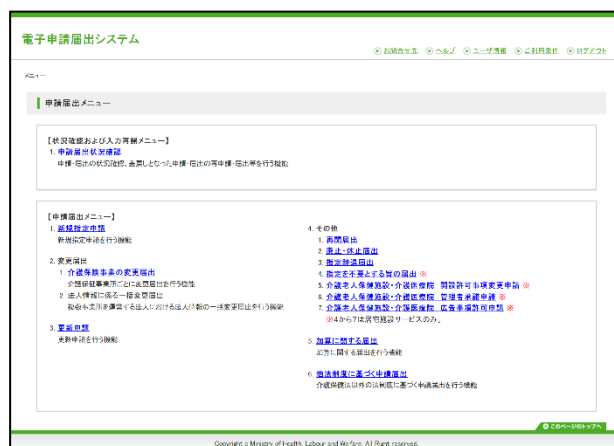 電子申請届出システム
お問合せ先 ヘルプ ユーザ情報 ご利用条件 ログアウト
メニュー
申請届出メニュー
【状況確認および入力再開メニュー】
1. 申請届出状況確認
申請・届出の状況確認、差戻しとなった申請・届出の再申請・届出等を行う機能
【申請届出メニュー】
1. 新規指定申請
新規指定申請を行う機能
2. 変更届出
1. 介護保険事業の変更届出
介護保険事業所ごとに変更届出を行う機能
2. 法人情報に係る一括変更届出
複数事業所を運営する法人における法人情報の一括変更届出を行う機能
3. 更新申請
更新申請を行う機能
4. その他
1. 再開届出
2. 廃止・休止届出
3. 指定辞退届出
4. 指定を不要とする旨の届出 ※
5. 介護老人保健施設・介護医療院 開設許可事項変更申請 ※
6. 介護老人保健施設・介護医療院 管理者承認申請 ※
7. 介護老人保健施設・介護医療院 広告事項許可申請 ※
※4から7は居宅施設サービスのみ。
5. 加算に関する届出
加算に関する届出を行う機能
6. 他法制度に基づく申請届出
介護保険法以外の法制度に基づく申請届出を行う機能
このページのトップへ
Copyright © Ministry of Health, Labour and Welfare, All Right reserved.